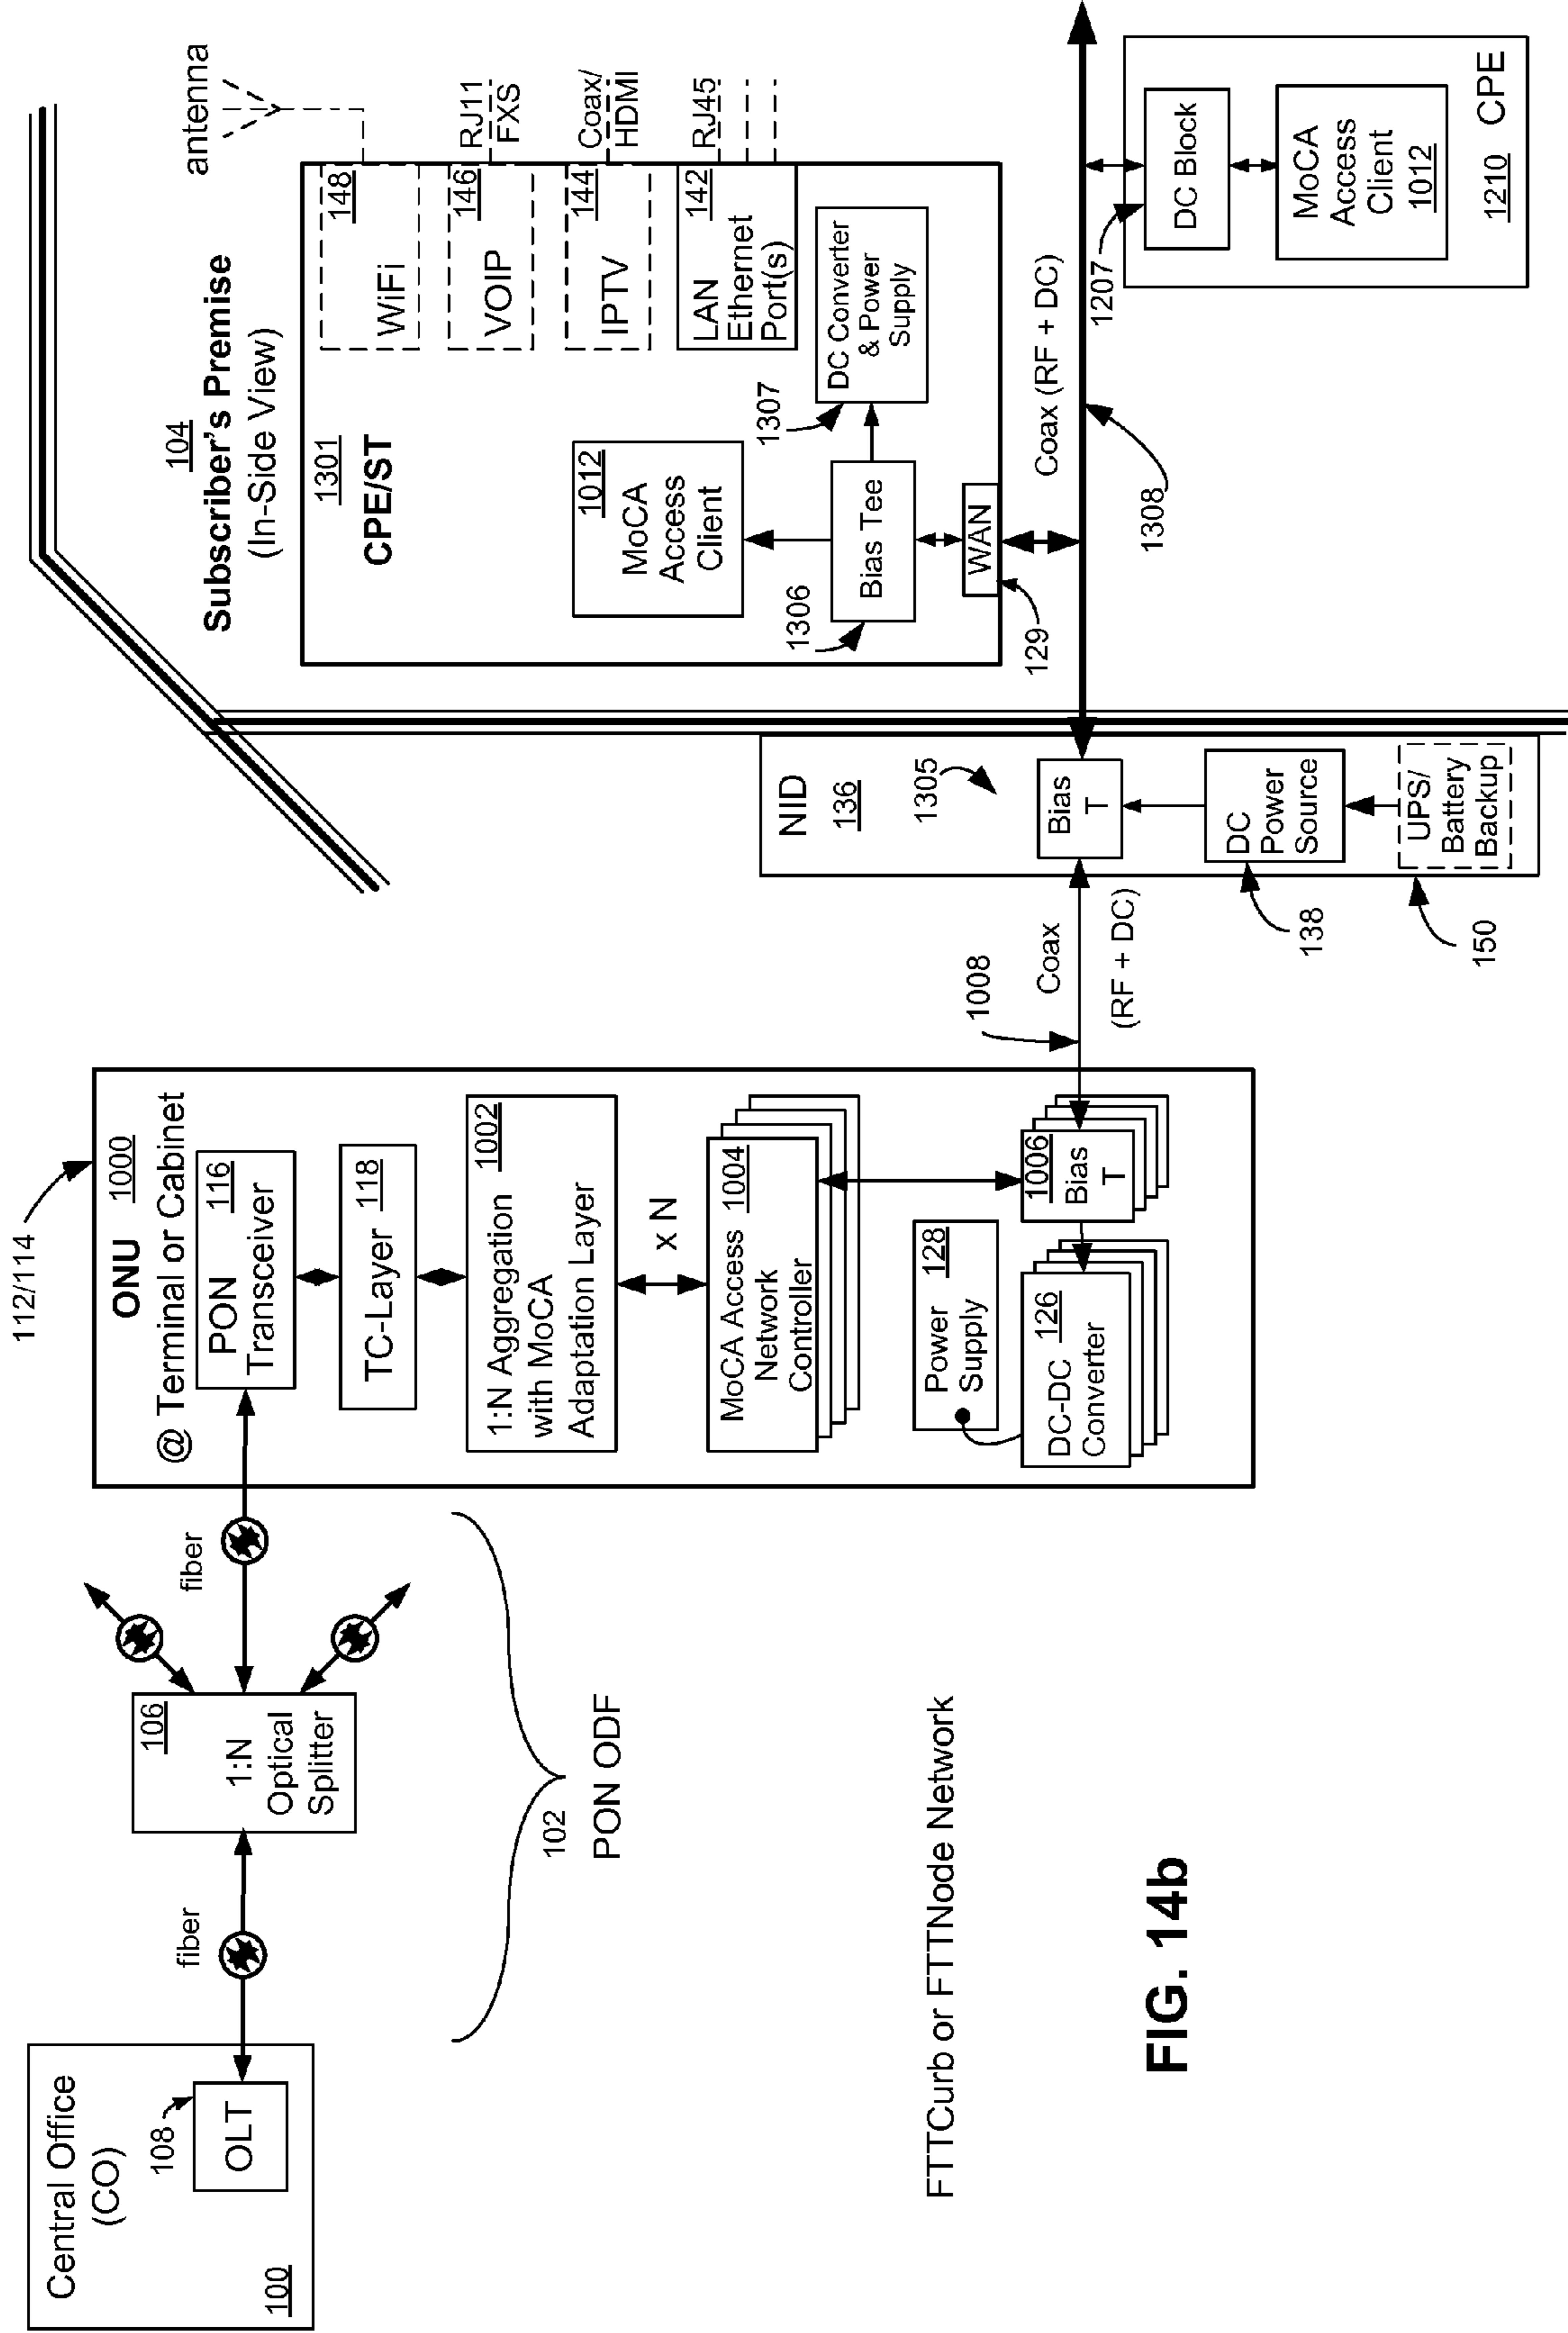 Central Office
(CO)
108
OLT
100
fiber
106
1:N
Optical
Splitter
fiber
102
PON ODF
112/114
ONU 1000
@ Terminal or Cabinet
116
PON
Transceiver
TC-Layer 118
1002
1:N Aggregation
with MoCA
Adaptation Layer
x N
MoCA Access 1004
Network
Controller
Power 128
Supply
DC-DC 126
Converter
1006
Bias
T
1008
Coax
(RF + DC)
NID
136
1305
Bias
T
DC
Power
Source
138
UPS/
Battery
Backup
150
104
Subscriber's Premise
(In-Side View)
1301
CPE/ST
antenna
148
WiFi
146
VOIP
RJ11
FXS
144
IPTV
Coax/
HDMI
142
LAN
Ethernet
Port(s)
RJ45
1012
MoCA
Access
Client
1307
DC Converter
& Power
Supply
1306
Bias Tee
WAN
129
Coax (RF + DC)
1308
1207
DC Block
MoCA
Access
Client
1012
1210 CPE
FTTCurb or FTTNode Network
FIG. 14b